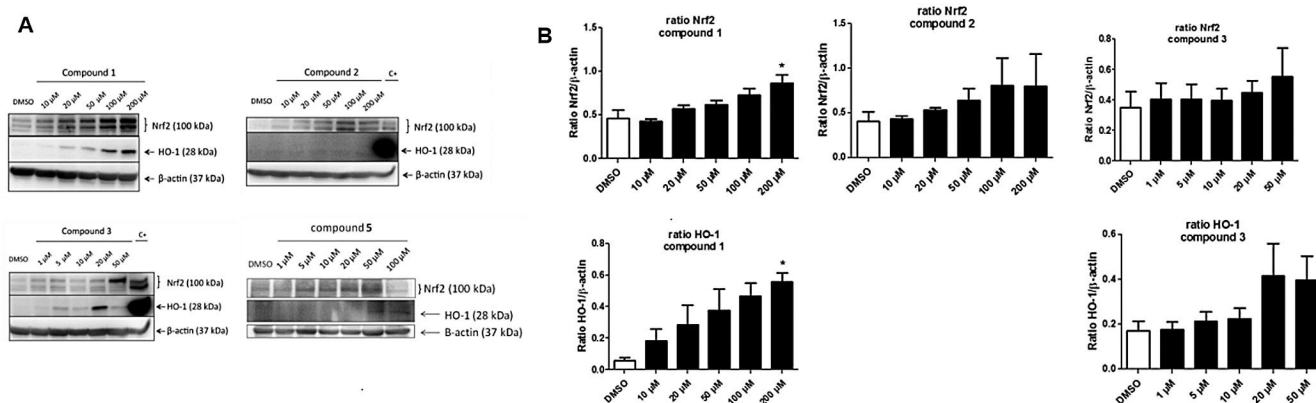 A
Compound 1
DMSO 10 µM 20 µM 50 µM 100 µM 200 µM
Nrf2 (100 kDa)
HO-1 (28 kDa)
β-actin (37 kDa)
Compound 2 C+
DMSO 10 µM 20 µM 50 µM 100 µM 200 µM
Nrf2 (100 kDa)
HO-1 (28 kDa)
β-actin (37 kDa)
Compound 3 C+
DMSO 1 µM 5 µM 10 µM 20 µM 50 µM
Nrf2 (100 kDa)
HO-1 (28 kDa)
β-actin (37 kDa)
compound 5
DMSO 1 µM 5 µM 10 µM 20 µM 50 µM 100 µM
Nrf2 (100 kDa)
HO-1 (28 kDa)
B-actin (37 kDa)
B
ratio Nrf2
compound 1
Ratio Nrf2/β-actin
1.5
1.0
0.5
0.0
*
DMSO 10 µM 20 µM 50 µM 100 µM 200 µM
ratio Nrf2
compound 2
Ratio Nrf2/β-actin
1.5
1.0
0.5
0.0
DMSO 10 µM 20 µM 50 µM 100 µM 200 µM
ratio Nrf2
compound 3
Ratio Nrf2/β-actin
0.8
0.6
0.4
0.2
0.0
DMSO 1 µM 5 µM 10 µM 20 µM 50 µM
ratio HO-1
compound 1
Ratio HO-1/β-actin
0.8
0.6
0.4
0.2
0.0
*
DMSO 10 µM 20 µM 50 µM 100 µM 200 µM
ratio HO-1
compound 3
Ratio HO-1/β-actin
0.6
0.4
0.2
0.0
DMSO 1 µM 5 µM 10 µM 20 µM 50 µM